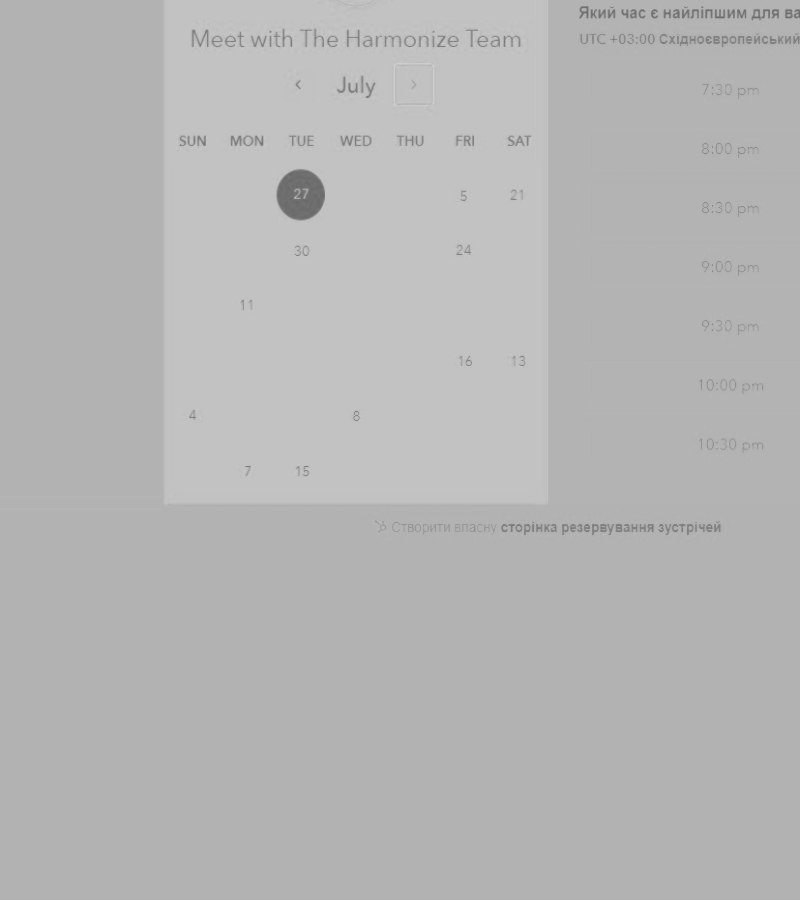 Meet with The Harmonize Team
July
SUN MON TUE WED THU FRI SAT
27 5 21
30 24
11
16 13
4 8
7 15
Який час є найліпшим для ва
UTC +03:00 Східноєвропейський
7:30 pm
8:00 pm
8:30 pm
9:00 pm
9:30 pm
10:00 pm
10:30 pm
Створити власну сторінка резервування зустрічей